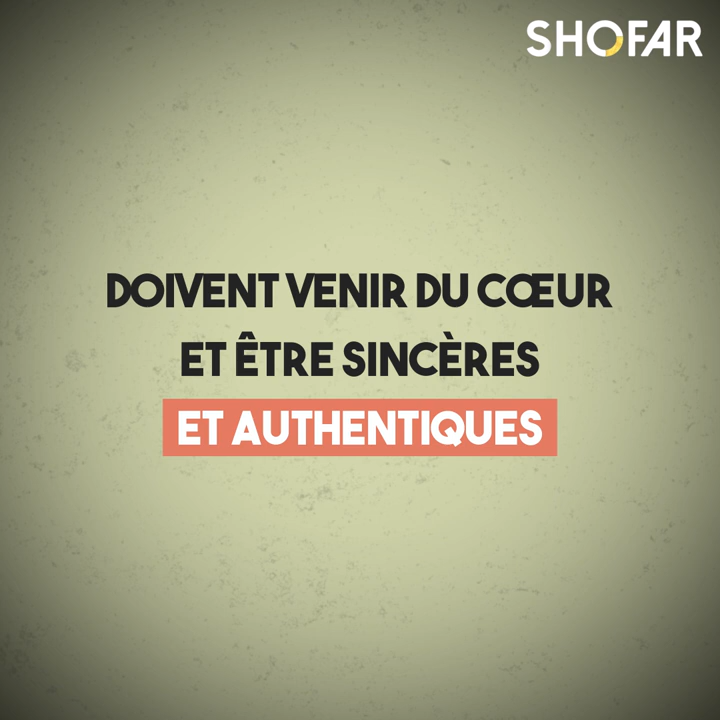 SHOFAR
DOIVENT VENIR DU CŒUR
ET ÊTRE SINCÈRES
ET AUTHENTIQUES